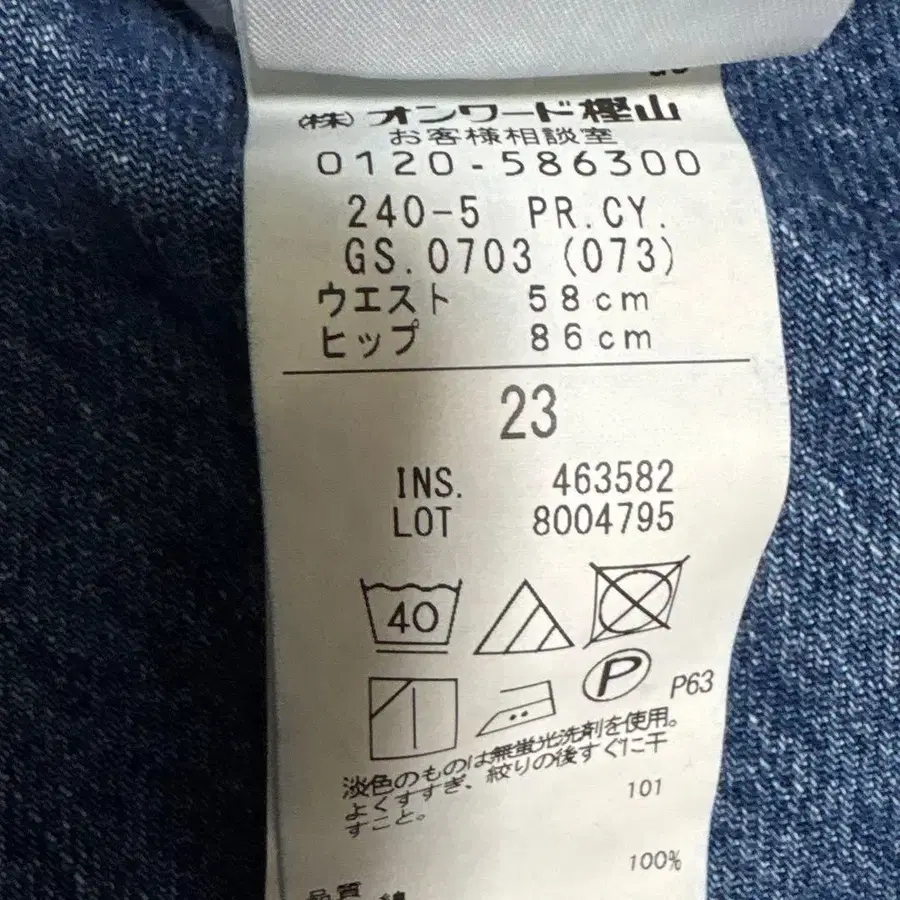 (株)オンワード樫山
お客様相談室
0120-586300
240-5 PR.CY.
GS.0703 (073)
ウエスト 58cm
ヒップ 86cm
23
INS. 463582
LOT 8004795
40
P P63
淡色のものは無蛍光洗剤を使用。
よくすすぎ、絞りの後すぐに干
すこと。
101
100%
品質
綿